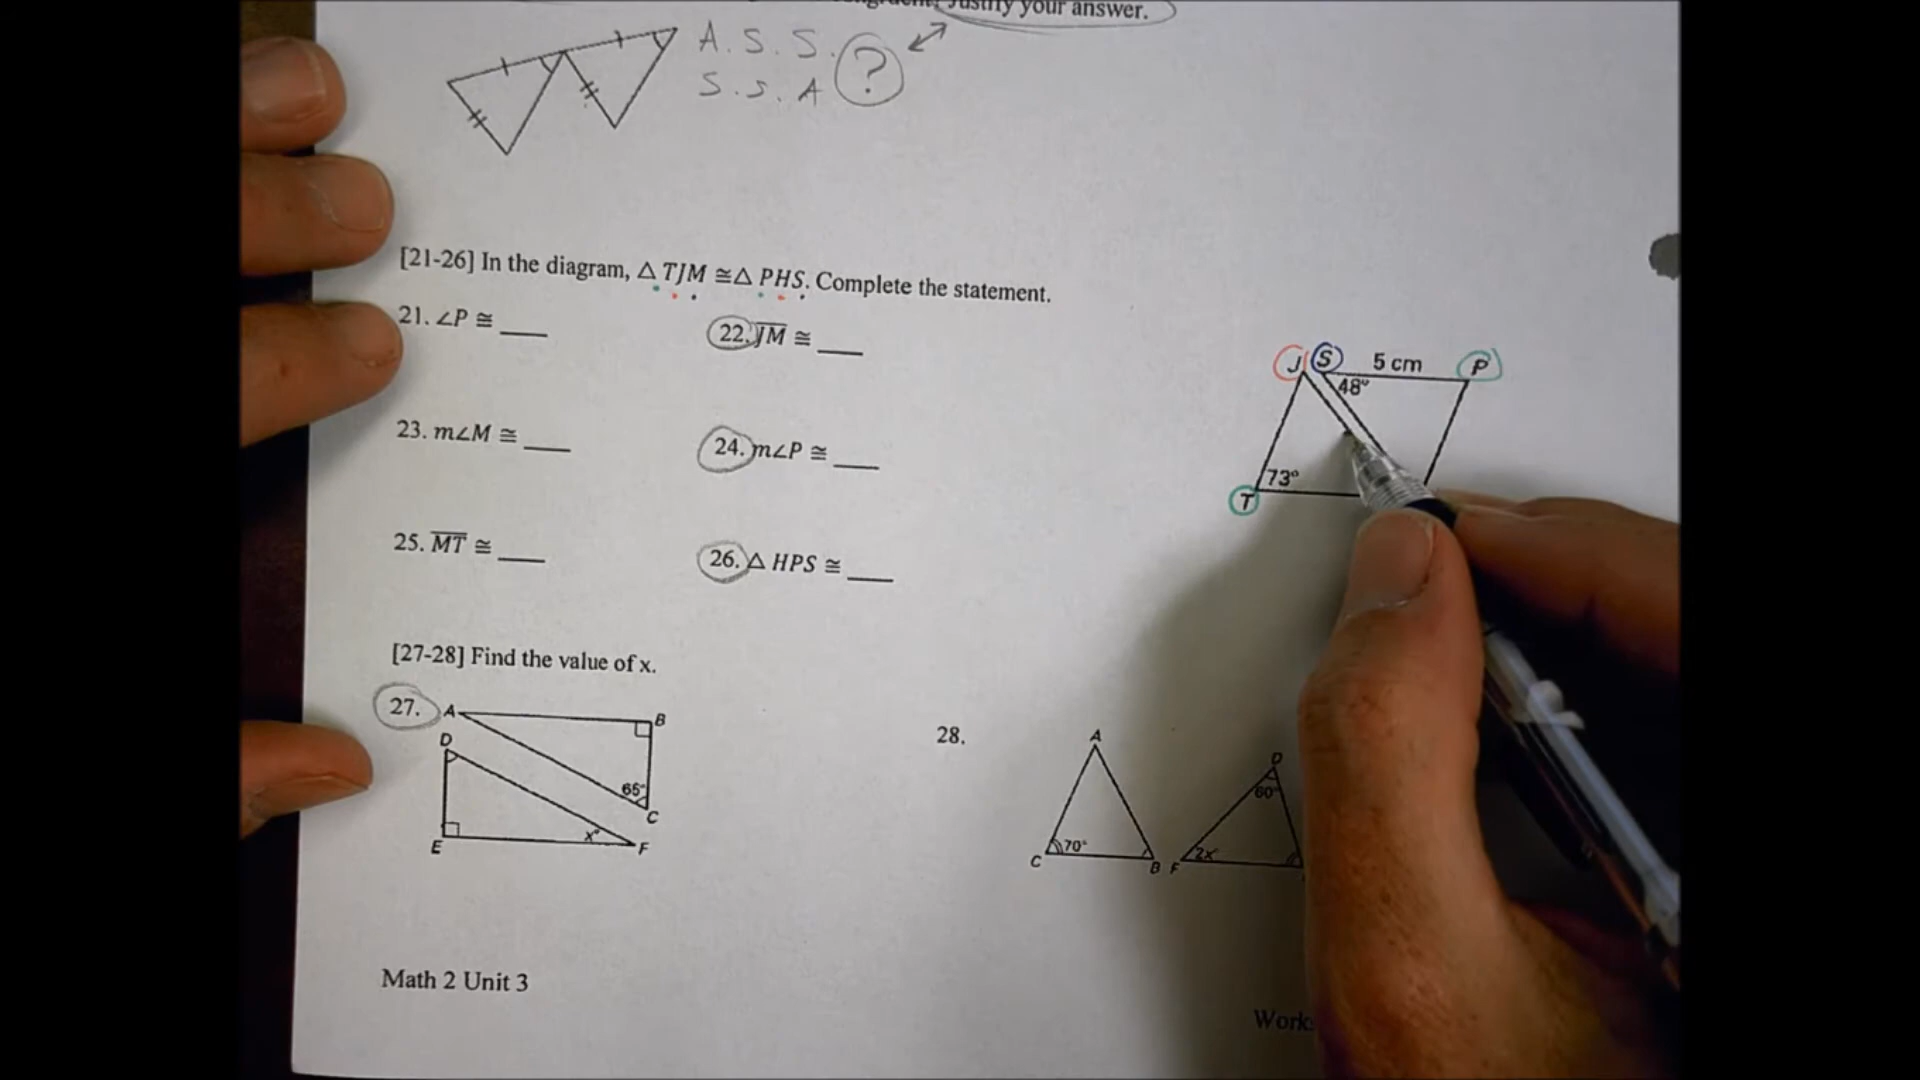 Justify your answer.
A.S.S.
S.S.A ?
[21-26] In the diagram, △ TJM ≅△ PHS. Complete the statement.
21. ∠P ≅ ___
22. JM ≅ ___
23. m∠M ≅ ___
24. m∠P ≅ ___
25. MT ≅ ___
26. △ HPS ≅ ___
J S 5 cm P
48°
73°
T
[27-28] Find the value of x.
27. A B
D
65°
C
x°
E F
28.
A
D
60°
70° 2x
C B F
Math 2 Unit 3